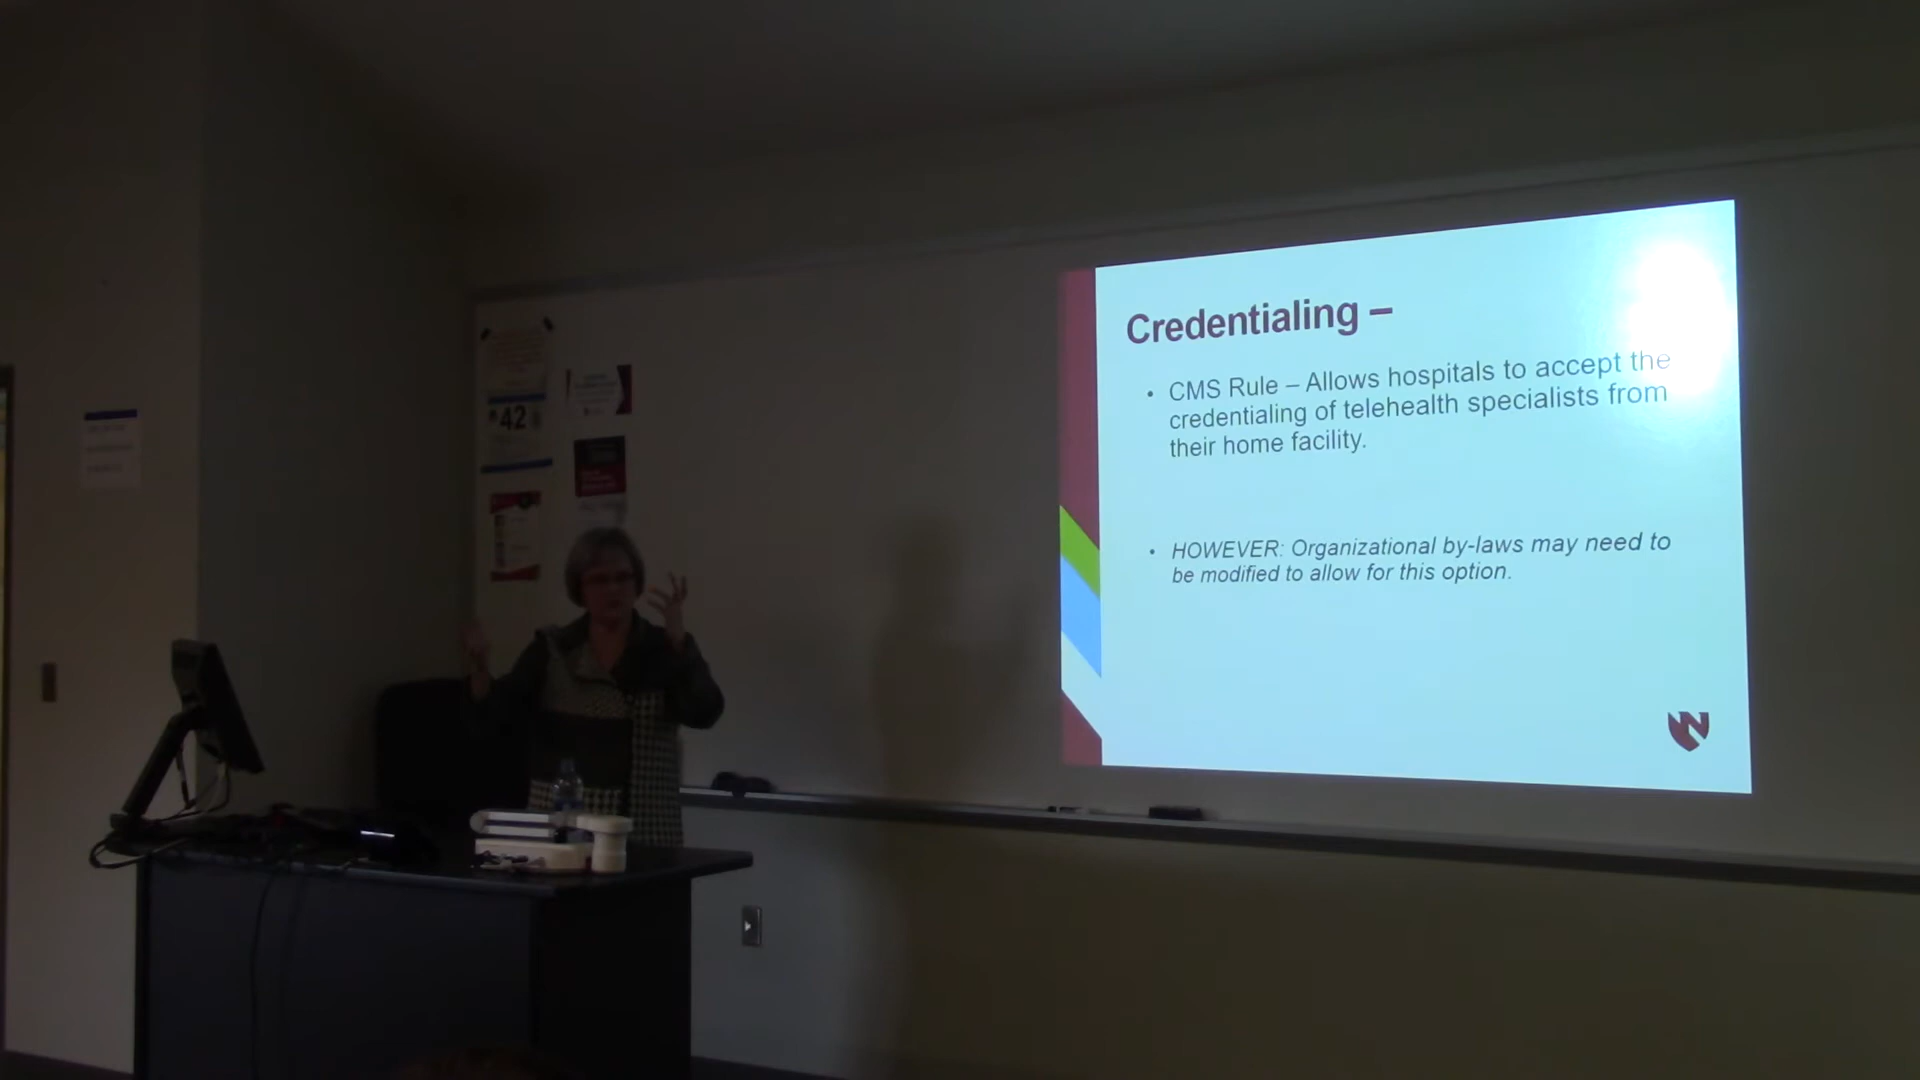 Credentialing –
• CMS Rule – Allows hospitals to accept the
credentialing of telehealth specialists from
their home facility.
• HOWEVER: Organizational by-laws may need to
be modified to allow for this option.
N
42